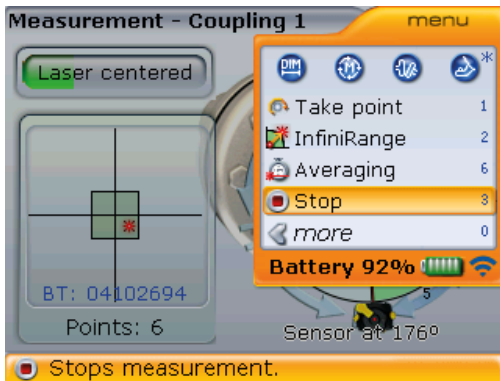 Measurement - Coupling 1
menu
Laser centered
DIM
M
*
Take point 1
InfiniRange 2
Averaging 6
Stop 3
more 0
Battery 92%
BT: 04102694
5
Points: 6
Sensor at 176º
Stops measurement.